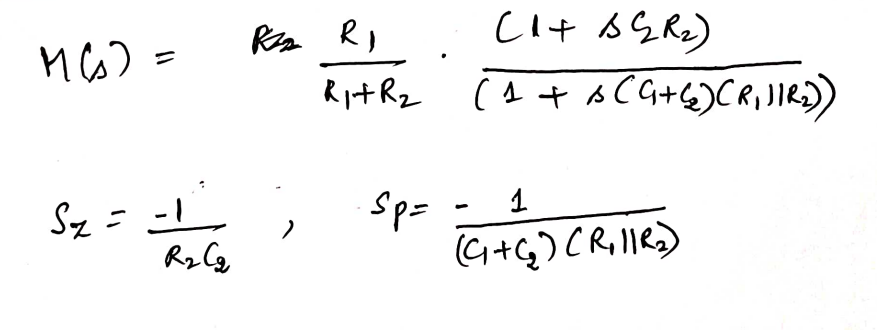 H(s) = R1/(R1+R2) · (1 + sC2R2)/(1 + s(C1+C2)(R1||R2))
Sz = -1/(R2C2) , Sp = -1/((C1+C2)(R1||R2))